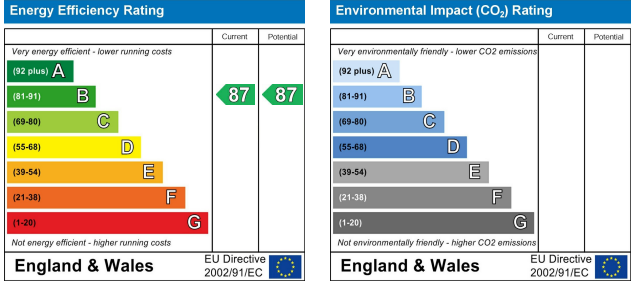 Energy Efficiency Rating
Current Potential
Very energy efficient - lower running costs
(92 plus) A
(81-91) B
87 87
(69-80) C
(55-68) D
(39-54) E
(21-38) F
(1-20) G
Not energy efficient - higher running costs
England & Wales
EU Directive
2002/91/EC
Environmental Impact (CO2) Rating
Current Potential
Very environmentally friendly - lower CO2 emissions
(92 plus) A
(81-91) B
(69-80) C
(55-68) D
(39-54) E
(21-38) F
(1-20) G
Not environmentally friendly - higher CO2 emissions
England & Wales
EU Directive
2002/91/EC